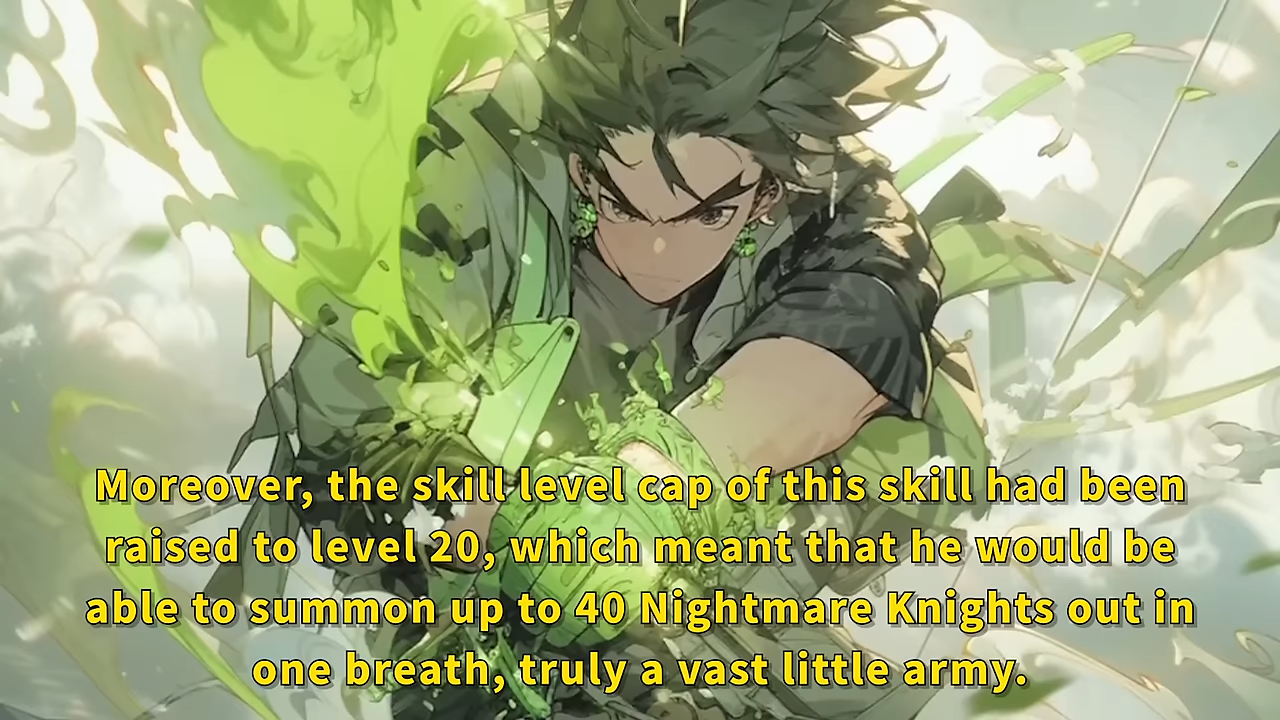 Moreover, the skill level cap of this skill had been
raised to level 20, which meant that he would be
able to summon up to 40 Nightmare Knights out in
one breath, truly a vast little army.